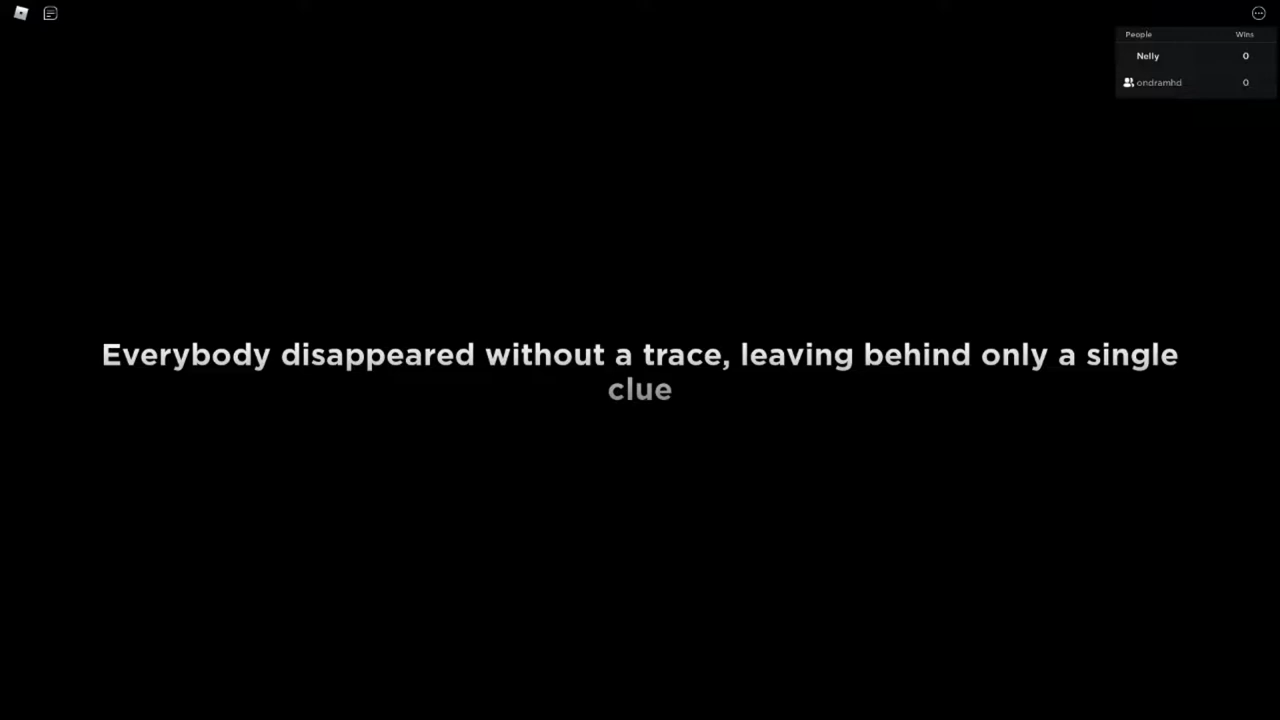 People Wins
Nelly 0
ondramhd 0
Everybody disappeared without a trace, leaving behind only a single
clue